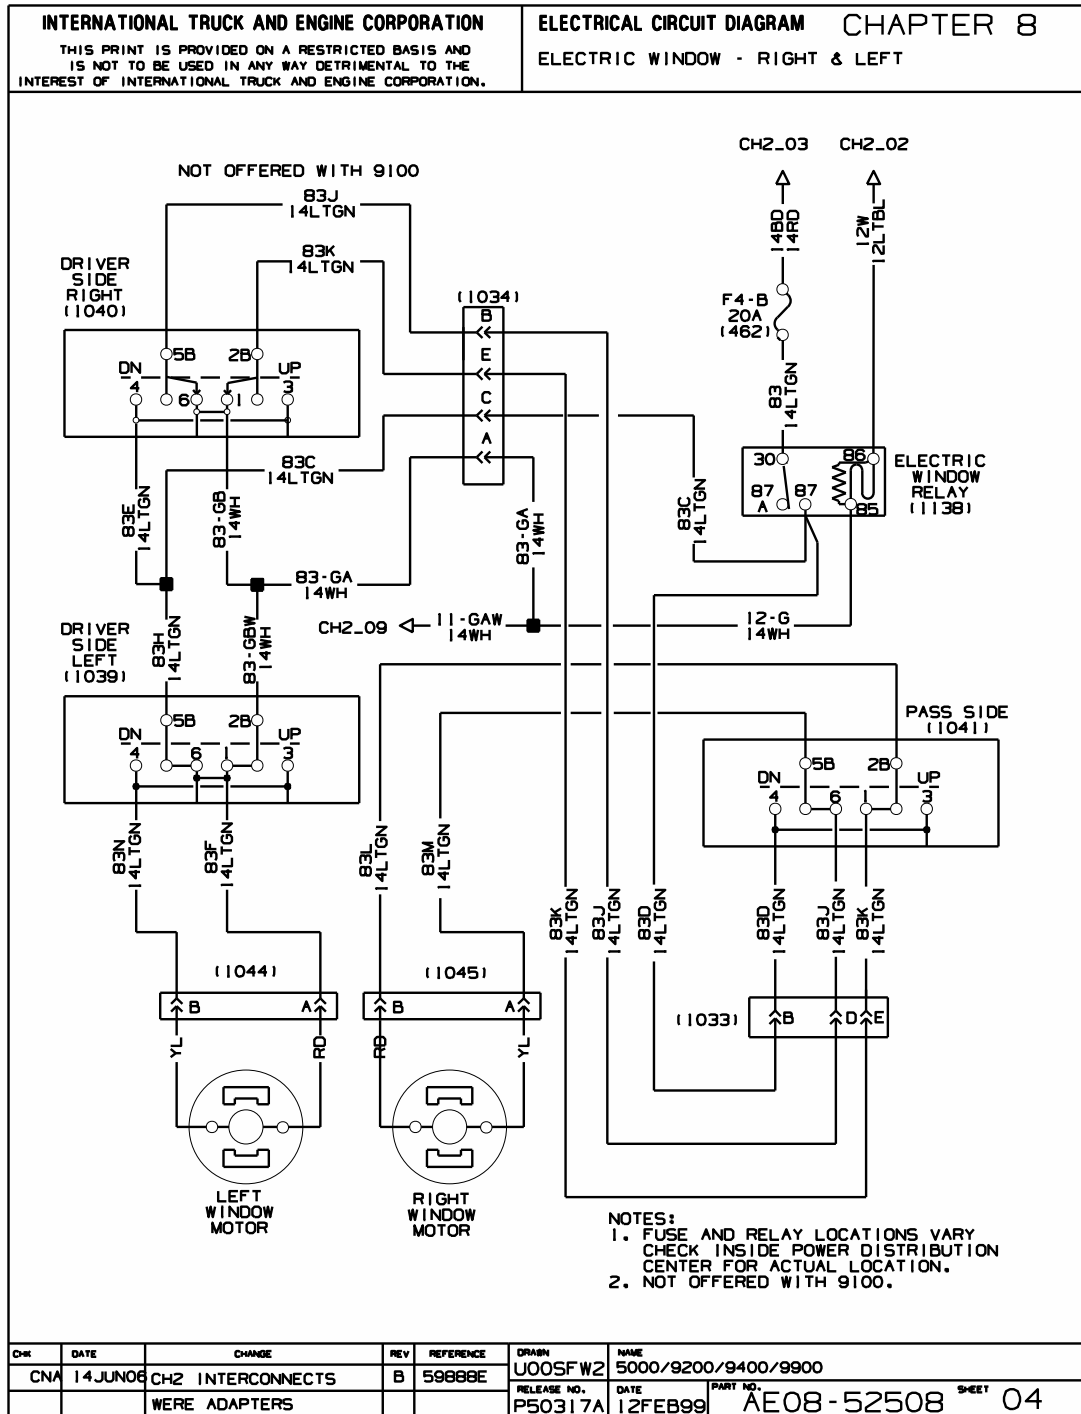 INTERNATIONAL TRUCK AND ENGINE CORPORATION
THIS PRINT IS PROVIDED ON A RESTRICTED BASIS AND
IS NOT TO BE USED IN ANY WAY DETRIMENTAL TO THE
INTEREST OF INTERNATIONAL TRUCK AND ENGINE CORPORATION.
ELECTRICAL CIRCUIT DIAGRAM CHAPTER 8
ELECTRIC WINDOW - RIGHT & LEFT
CH2_03 CH2_02
NOT OFFERED WITH 9100
83J
14LTGN
83K
14LTGN
14BD
14RD
12W
12LTBL
DRIVER
SIDE
RIGHT
(1040)
(1034)
B
E
C
A
F4-B
20A
(462)
5B 2B
DN UP
4 6 1 3
83
14LTGN
83C
14LTGN
30 86
87
A
87
85
ELECTRIC
WINDOW
RELAY
(1138)
83E
14LTGN
83-GB
14WH
83-GA
14WH
83C
14LTGN
83-GA
14WH
CH2_09
11-GAW
14WH
12-G
14WH
DRIVER
SIDE
LEFT
(1039)
83H
14LTGN
83-GBW
14WH
5B 2B
DN UP
4 6 1 3
PASS SIDE
(1041)
5B 2B
DN UP
4 6 1 3
83N
14LTGN
83F
14LTGN
83L
14LTGN
83M
14LTGN
83K
14LTGN
83J
14LTGN
83D
14LTGN
83D
14LTGN
83J
14LTGN
83K
14LTGN
(1044)
B A
(1045)
B A
(1033)
B D E
YL RD
RD YL
LEFT
WINDOW
MOTOR
RIGHT
WINDOW
MOTOR
NOTES:
1. FUSE AND RELAY LOCATIONS VARY
CHECK INSIDE POWER DISTRIBUTION
CENTER FOR ACTUAL LOCATION.
2. NOT OFFERED WITH 9100.
CHK DATE CHANGE REV REFERENCE DRAWN NAME
CNA 14JUN06 CH2 INTERCONNECTS B 59888E U00SFW2 5000/9200/9400/9900
WERE ADAPTERS
RELEASE NO. DATE PART NO. SHEET
P50317A 12FEB99 AE08-52508 04